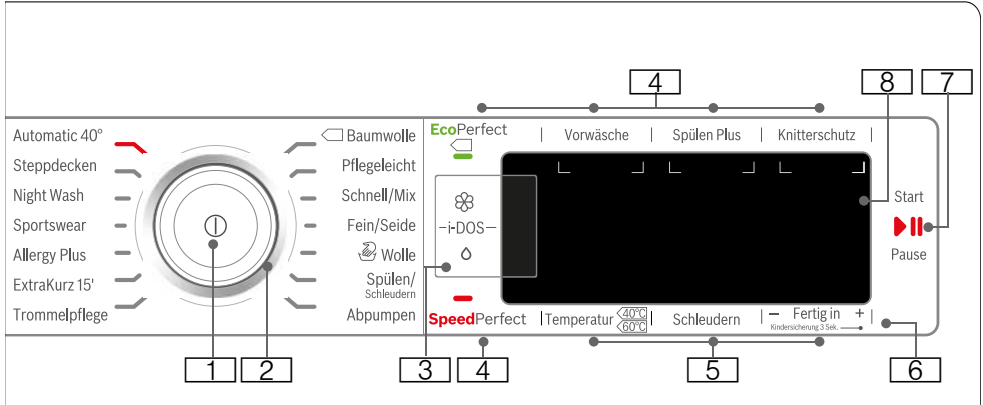 4
8
7
Automatic 40°
Steppdecken
Night Wash
Sportswear
Allergy Plus
ExtraKurz 15'
Trommelpflege
Baumwolle
Pflegeleicht
Schnell/Mix
Fein/Seide
Wolle
Spülen/
Schleudern
Abpumpen
EcoPerfect
i-DOS
SpeedPerfect
Vorwäsche
Spülen Plus
Knitterschutz
Temperatur
40°C
60°C
Schleudern
– Fertig in +
Kindersicherung 3 Sek.
Start
Pause
1
2
3
4
5
6